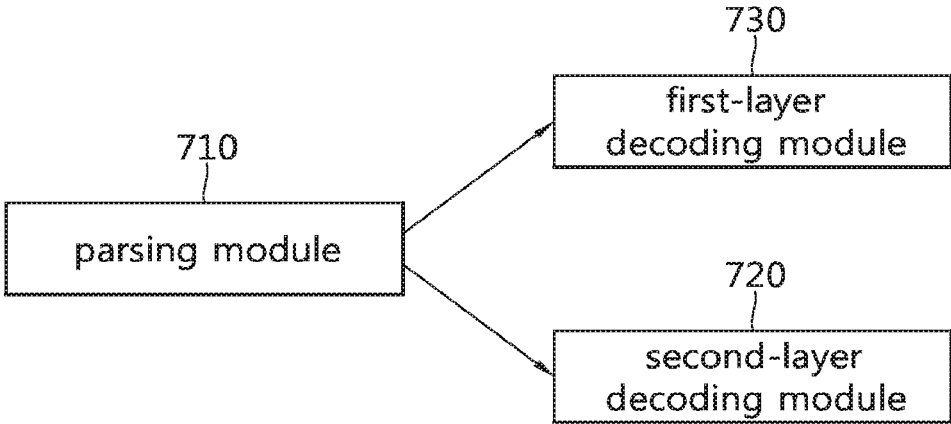 730
first-layer
decoding module
710
parsing module
720
second-layer
decoding module